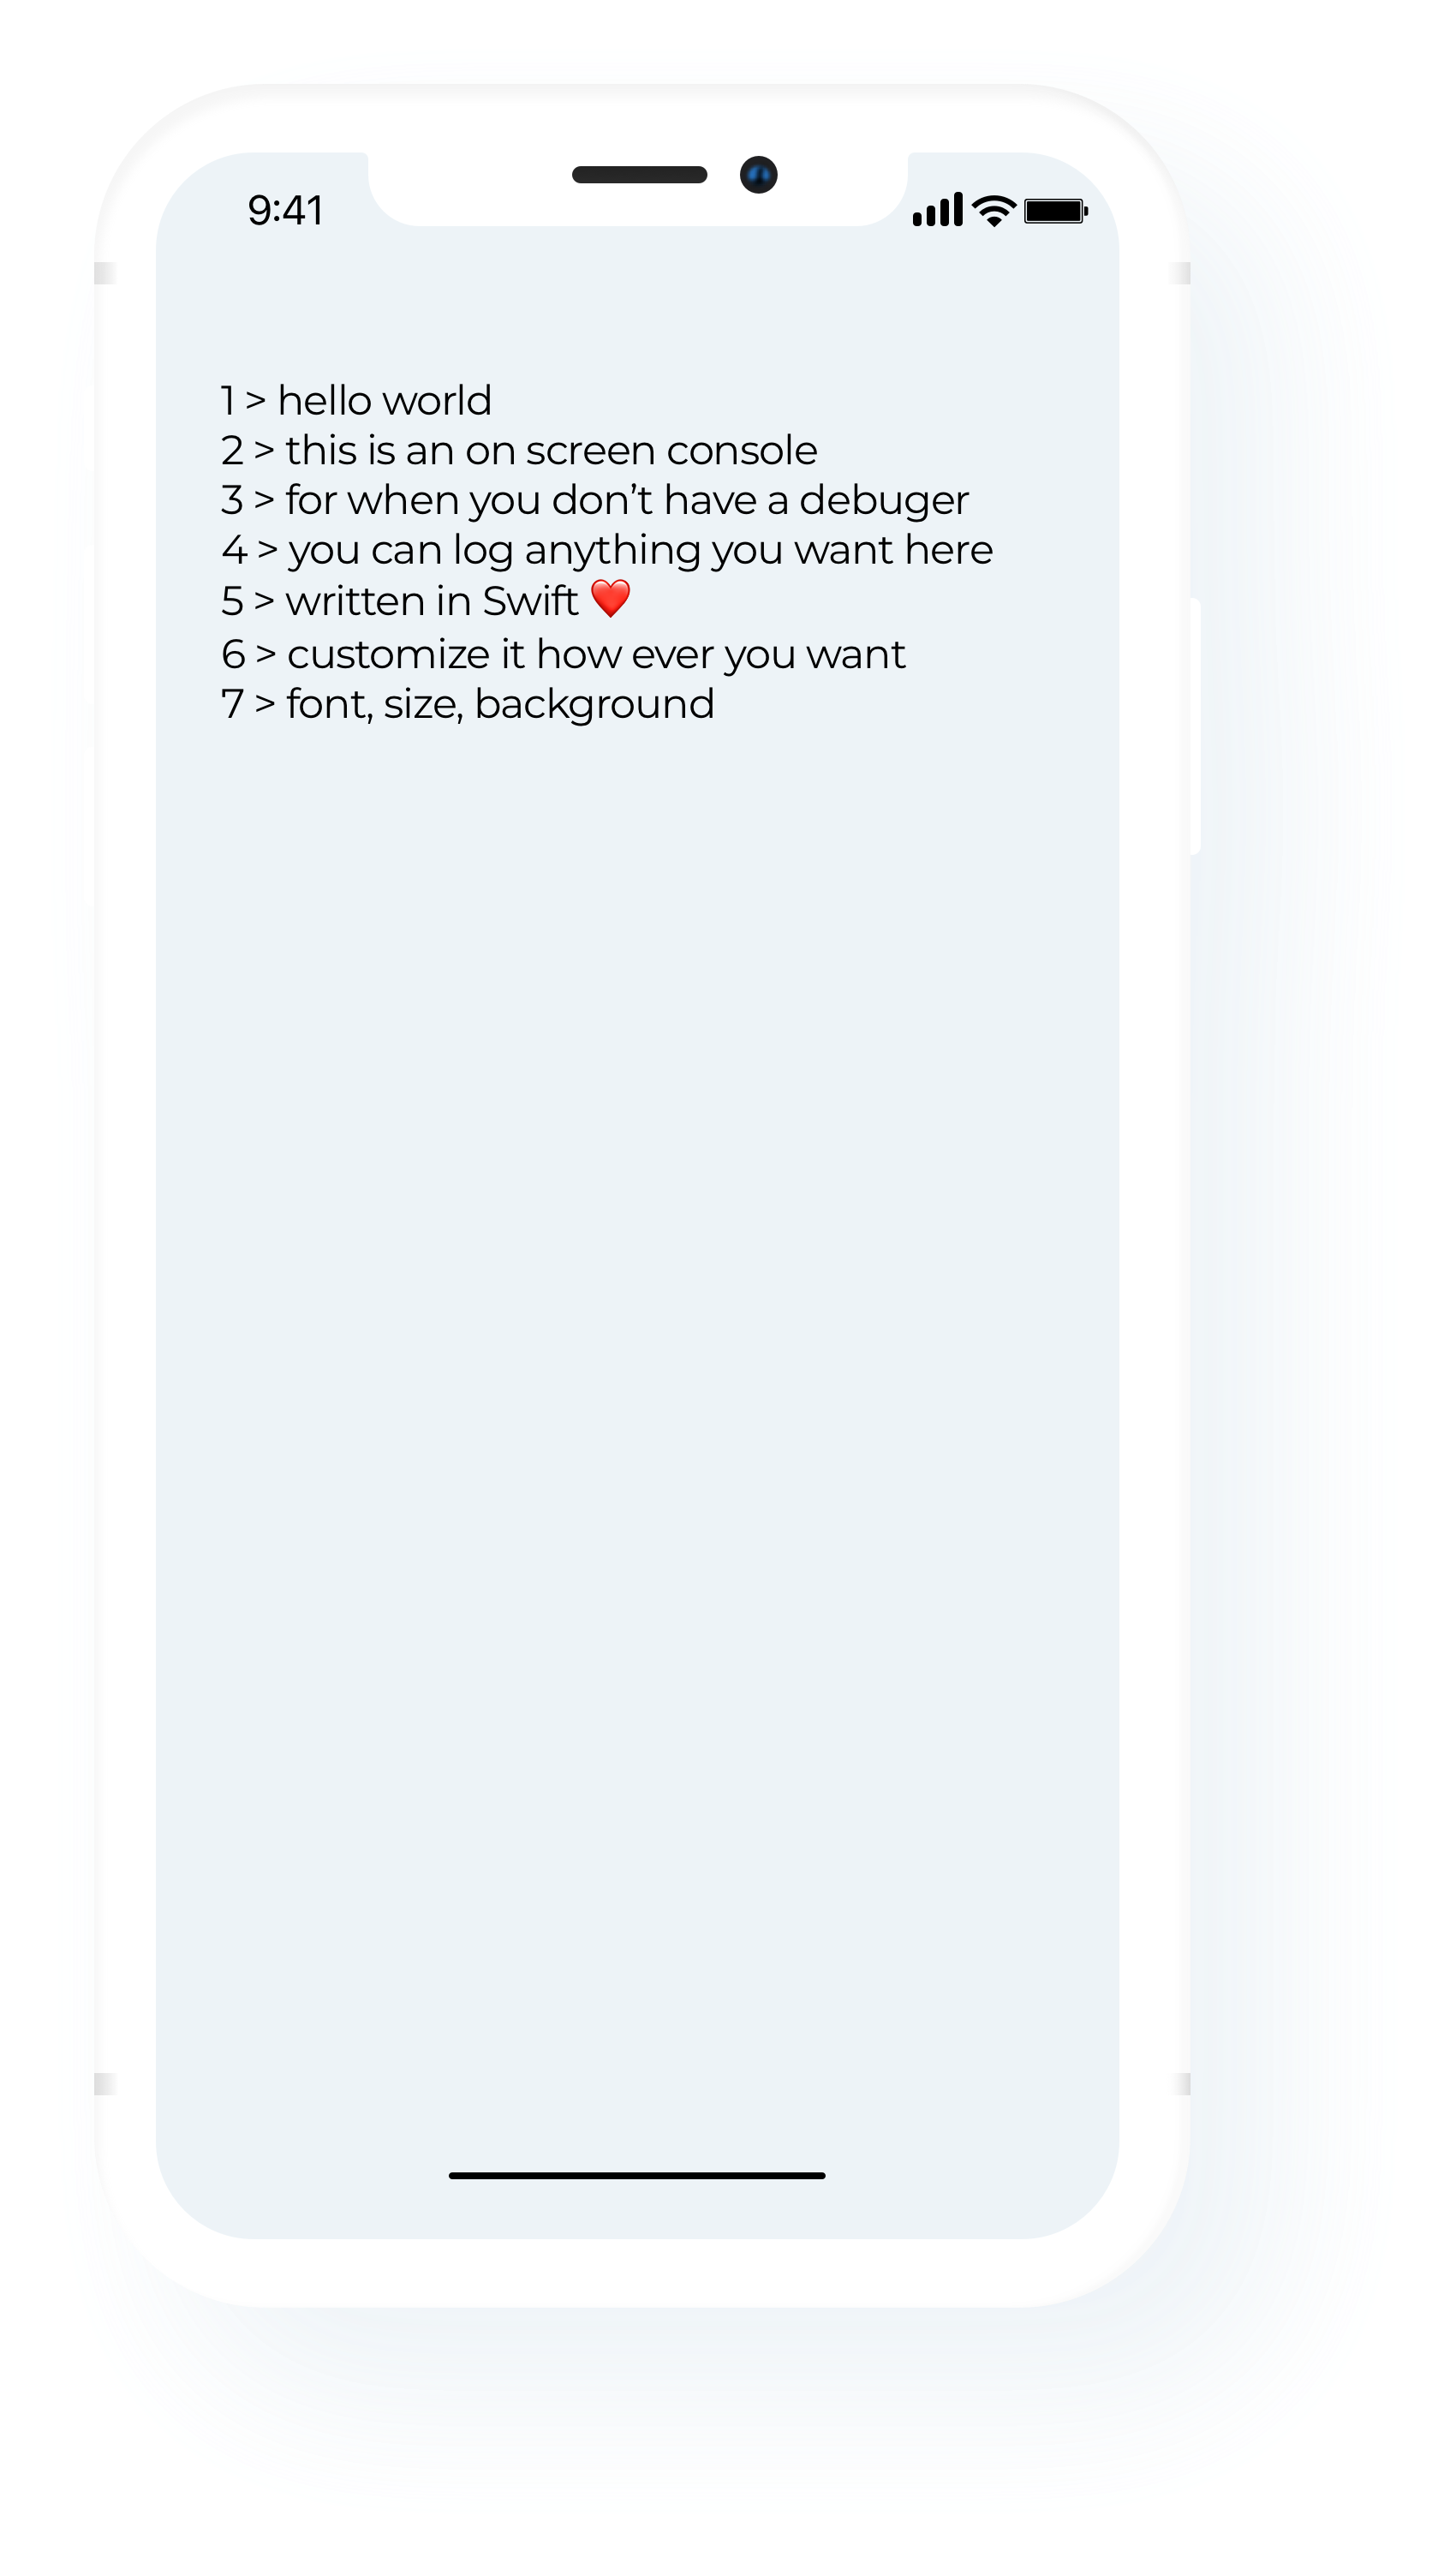 9:41
1 > hello world
2 > this is an on screen console
3 > for when you don’t have a debuger
4 > you can log anything you want here
5 > written in Swift ❤️
6 > customize it how ever you want
7 > font, size, background